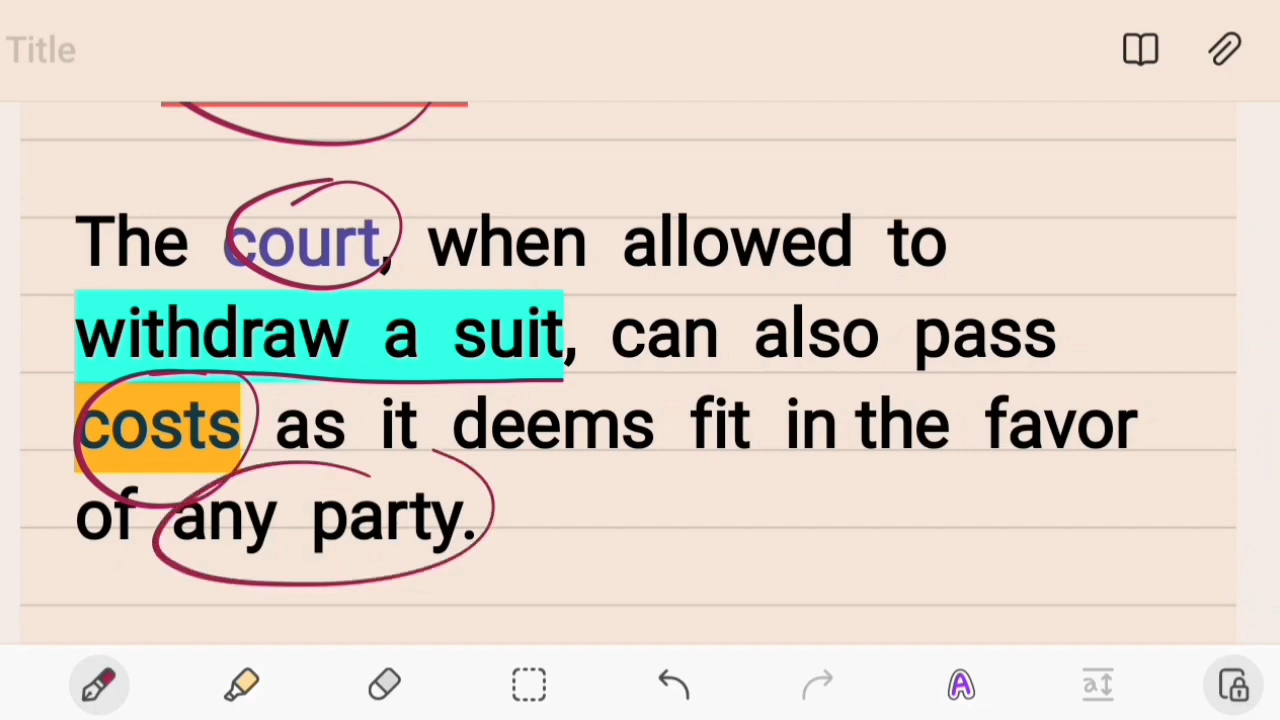 Title
The court, when allowed to
withdraw a suit, can also pass
costs as it deems fit in the favor
of any party.